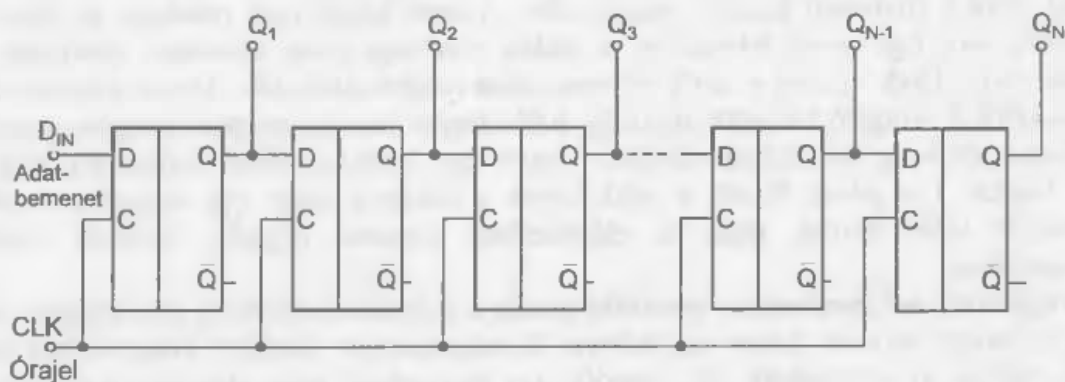 Q1 Q2 Q3 QN-1 QN
DIN
Adat-
bemenet
D Q D Q D Q D Q D Q
C C C C C
Q̅ Q̅ Q̅ Q̅ Q̅
CLK
Órajel